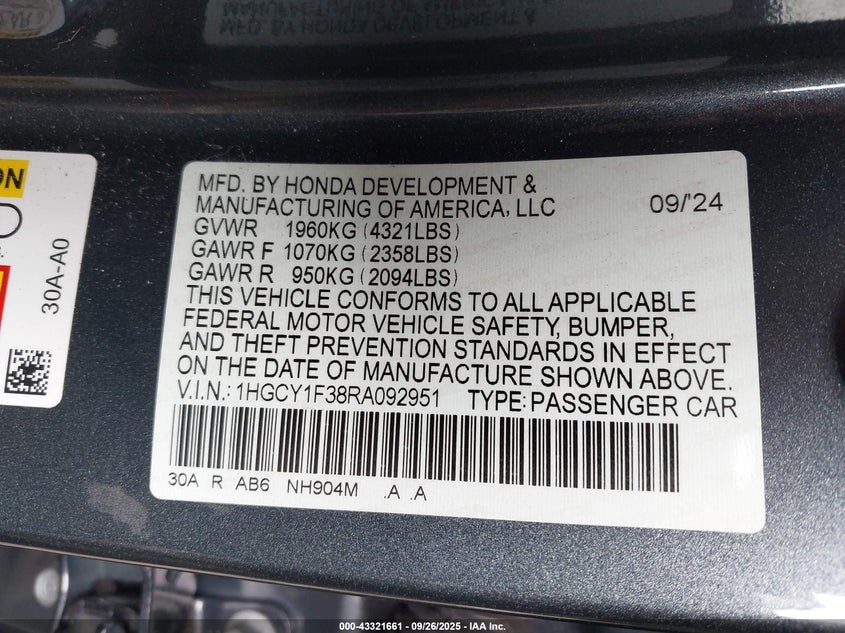 MFD. BY HONDA DEVELOPMENT &
MANUFACTURING OF AMERICA, LLC 09/'24
GVWR 1960KG (4321LBS)
GAWR F 1070KG (2358LBS)
GAWR R 950KG (2094LBS)
THIS VEHICLE CONFORMS TO ALL APPLICABLE
FEDERAL MOTOR VEHICLE SAFETY, BUMPER,
AND THEFT PREVENTION STANDARDS IN EFFECT
ON THE DATE OF MANUFACTURE SHOWN ABOVE.
V.I.N.: 1HGCY1F38RA092951 TYPE: PASSENGER CAR
30A R AB6 NH904M .A .A
30A-A0
000-43321661 - 09/26/2025 - IAA Inc.